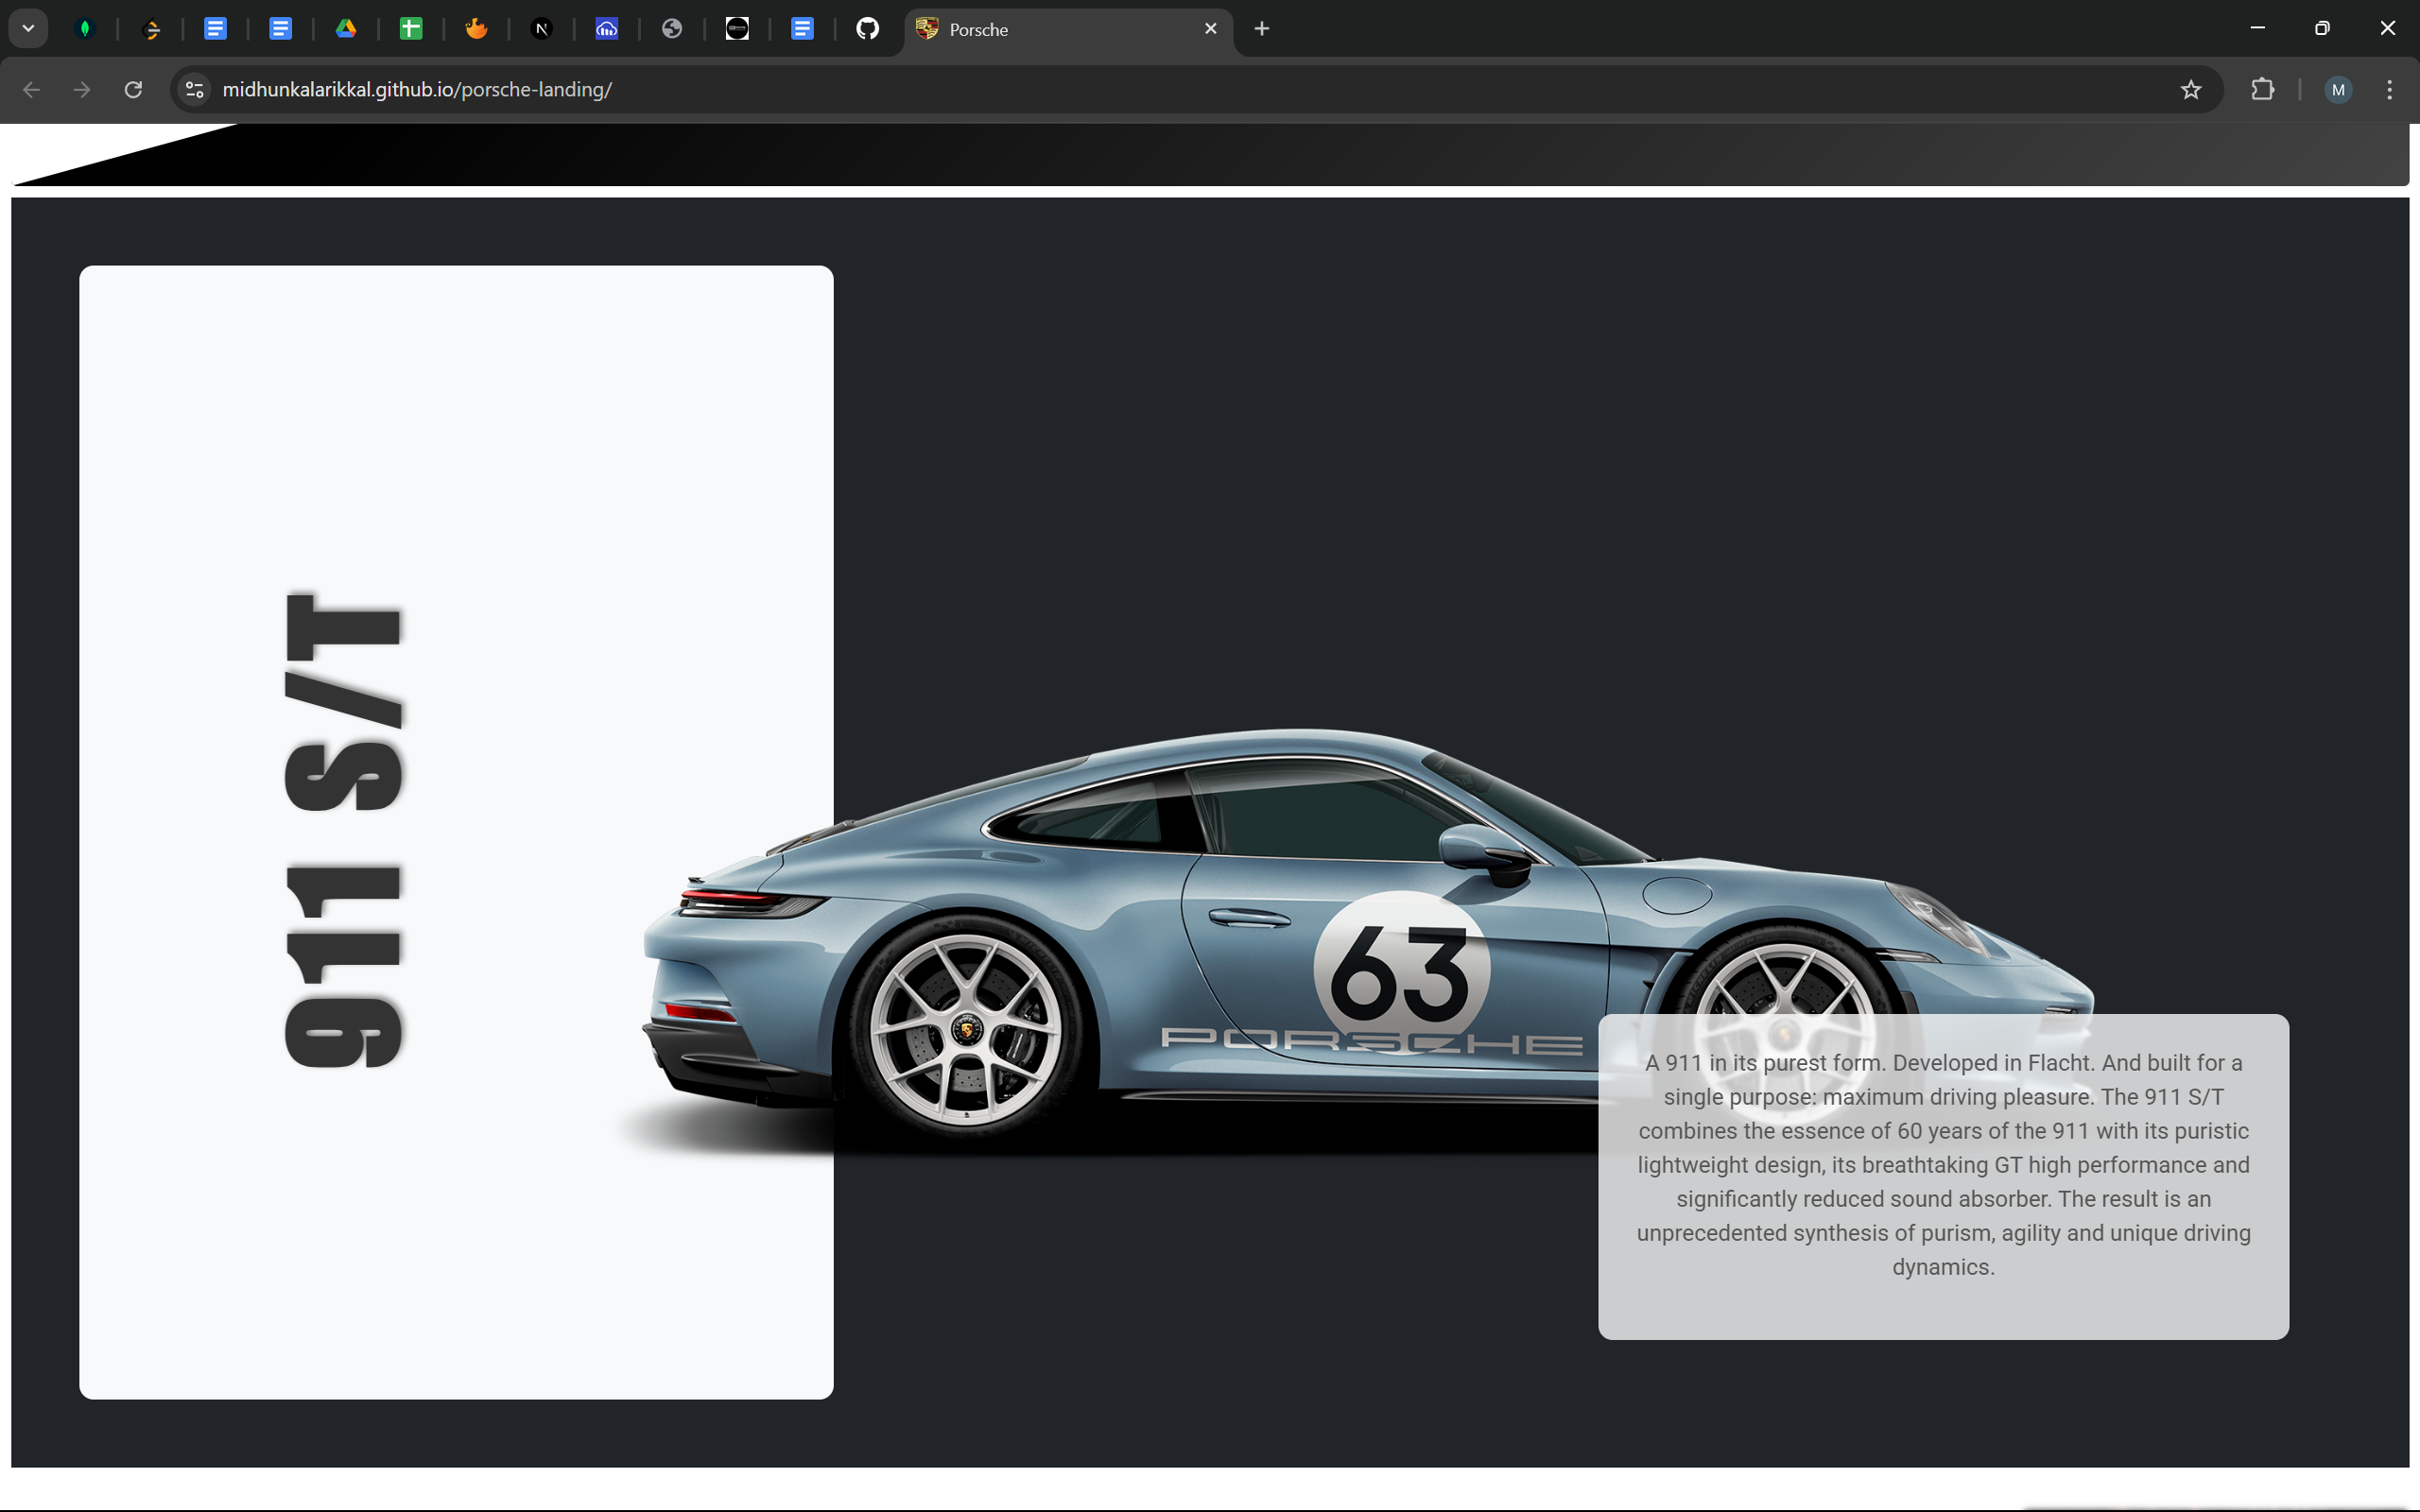 Porsche
midhunkalarikkal.github.io/porsche-landing/
M
911 S/T
63
PORSCHE
A 911 in its purest form. Developed in Flacht. And built for a
single purpose: maximum driving pleasure. The 911 S/T
combines the essence of 60 years of the 911 with its puristic
lightweight design, its breathtaking GT high performance and
significantly reduced sound absorber. The result is an
unprecedented synthesis of purism, agility and unique driving
dynamics.